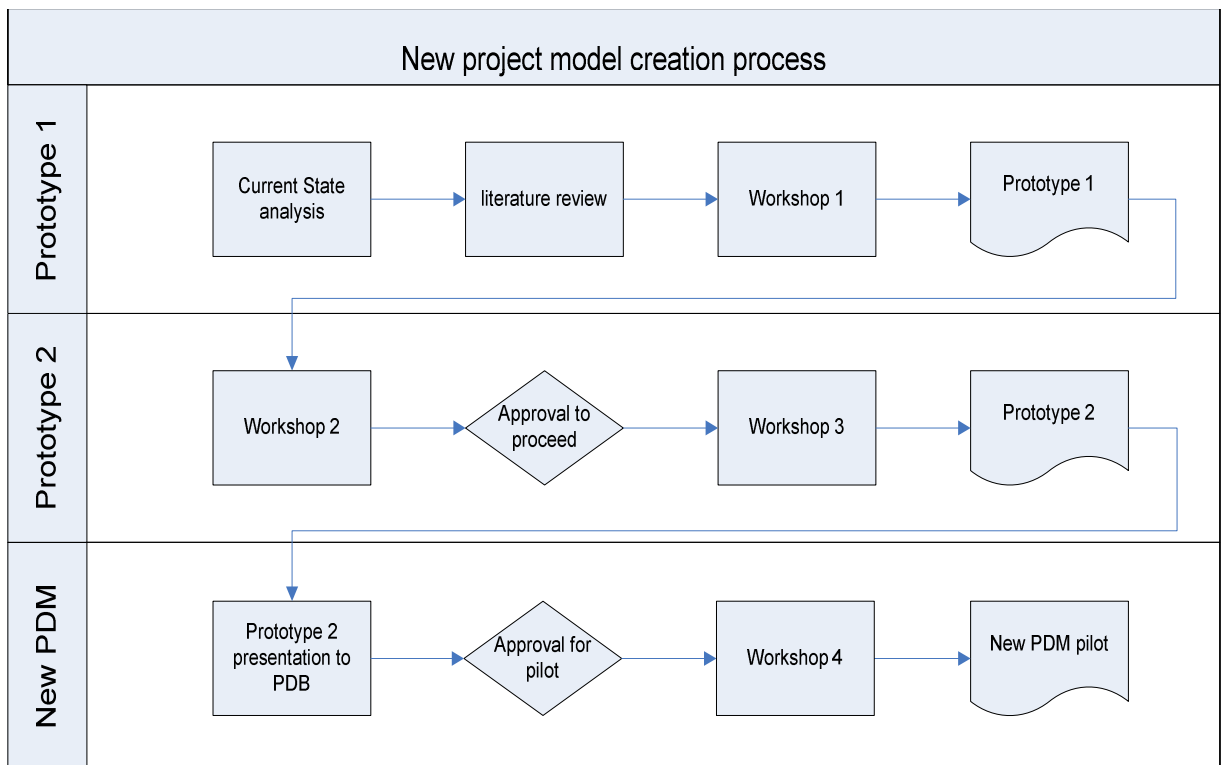 New project model creation process
Prototype 1
Current State
analysis
literature review
Workshop 1
Prototype 1
Prototype 2
Workshop 2
Approval to
proceed
Workshop 3
Prototype 2
New PDM
Prototype 2
presentation to
PDB
Approval for
pilot
Workshop 4
New PDM pilot